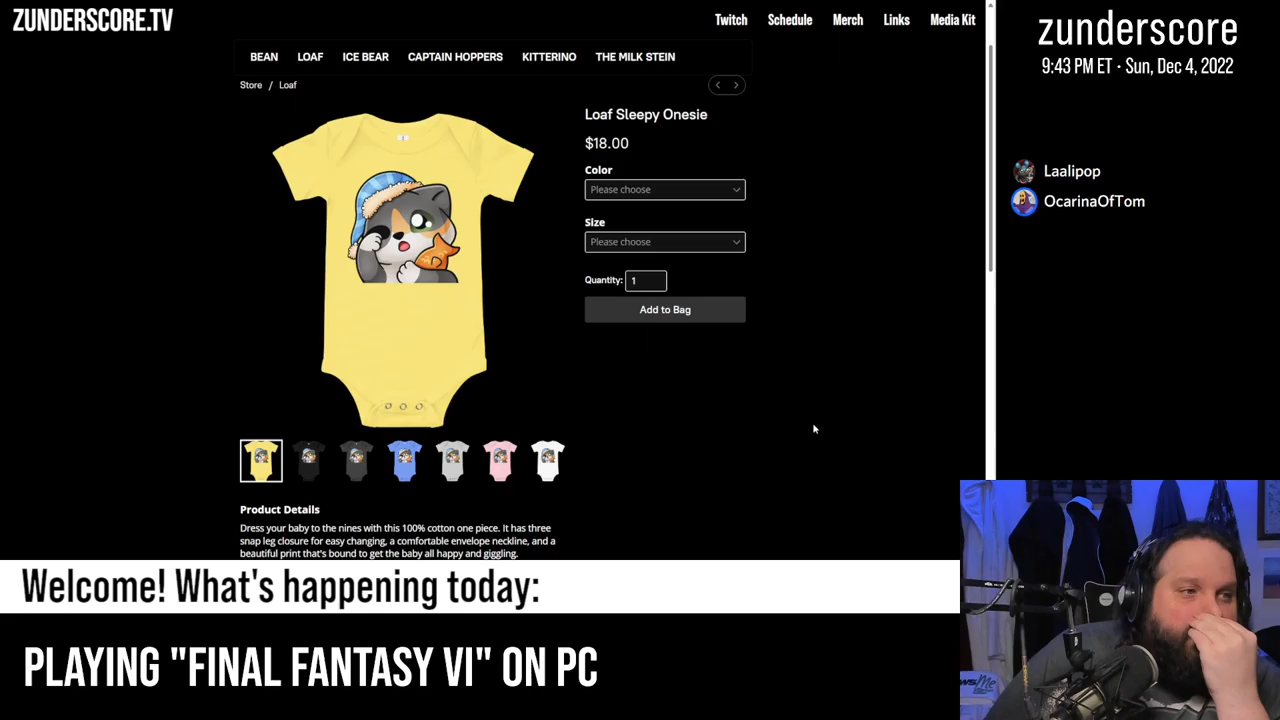 ZUNDERSCORE.TV
Twitch Schedule Merch Links Media Kit
zunderscore
9:43 PM ET · Sun, Dec 4, 2022
BEAN LOAF ICE BEAR CAPTAIN HOPPERS KITTERINO THE MILK STEIN
Store / Loaf
Loaf Sleepy Onesie
$18.00
Color
Please choose
Size
Please choose
Quantity: 1
Add to Bag
Laalipop
OcarinaOfTom
Product Details
Dress your baby to the nines with this 100% cotton one piece. It has three
snap leg closure for easy changing, a comfortable envelope neckline, and a
beautiful print that's bound to get the baby all happy and giggling.
Welcome! What's happening today:
PLAYING "FINAL FANTASY VI" ON PC